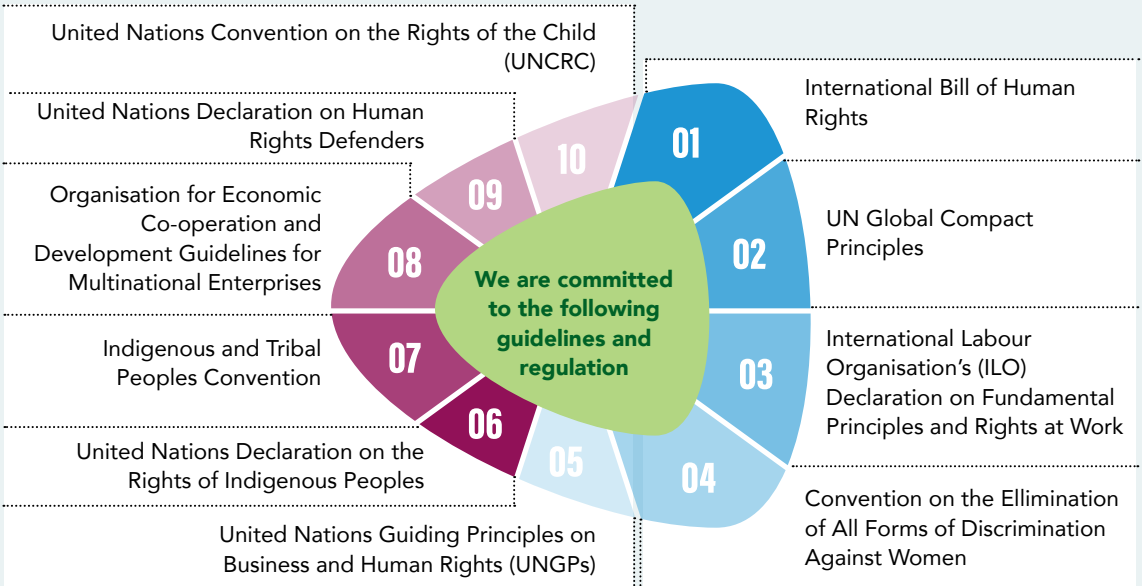 United Nations Convention on the Rights of the Child
(UNCRC)
United Nations Declaration on Human
Rights Defenders
Organisation for Economic
Co-operation and
Development Guidelines for
Multinational Enterprises
Indigenous and Tribal
Peoples Convention
United Nations Declaration on the
Rights of Indigenous Peoples
United Nations Guiding Principles on
Business and Human Rights (UNGPs)
10
09
08
07
06
05
01
02
03
04
We are committed
to the following
guidelines and
regulation
International Bill of Human
Rights
UN Global Compact
Principles
International Labour
Organisation's (ILO)
Declaration on Fundamental
Principles and Rights at Work
Convention on the Ellimination
of All Forms of Discrimination
Against Women